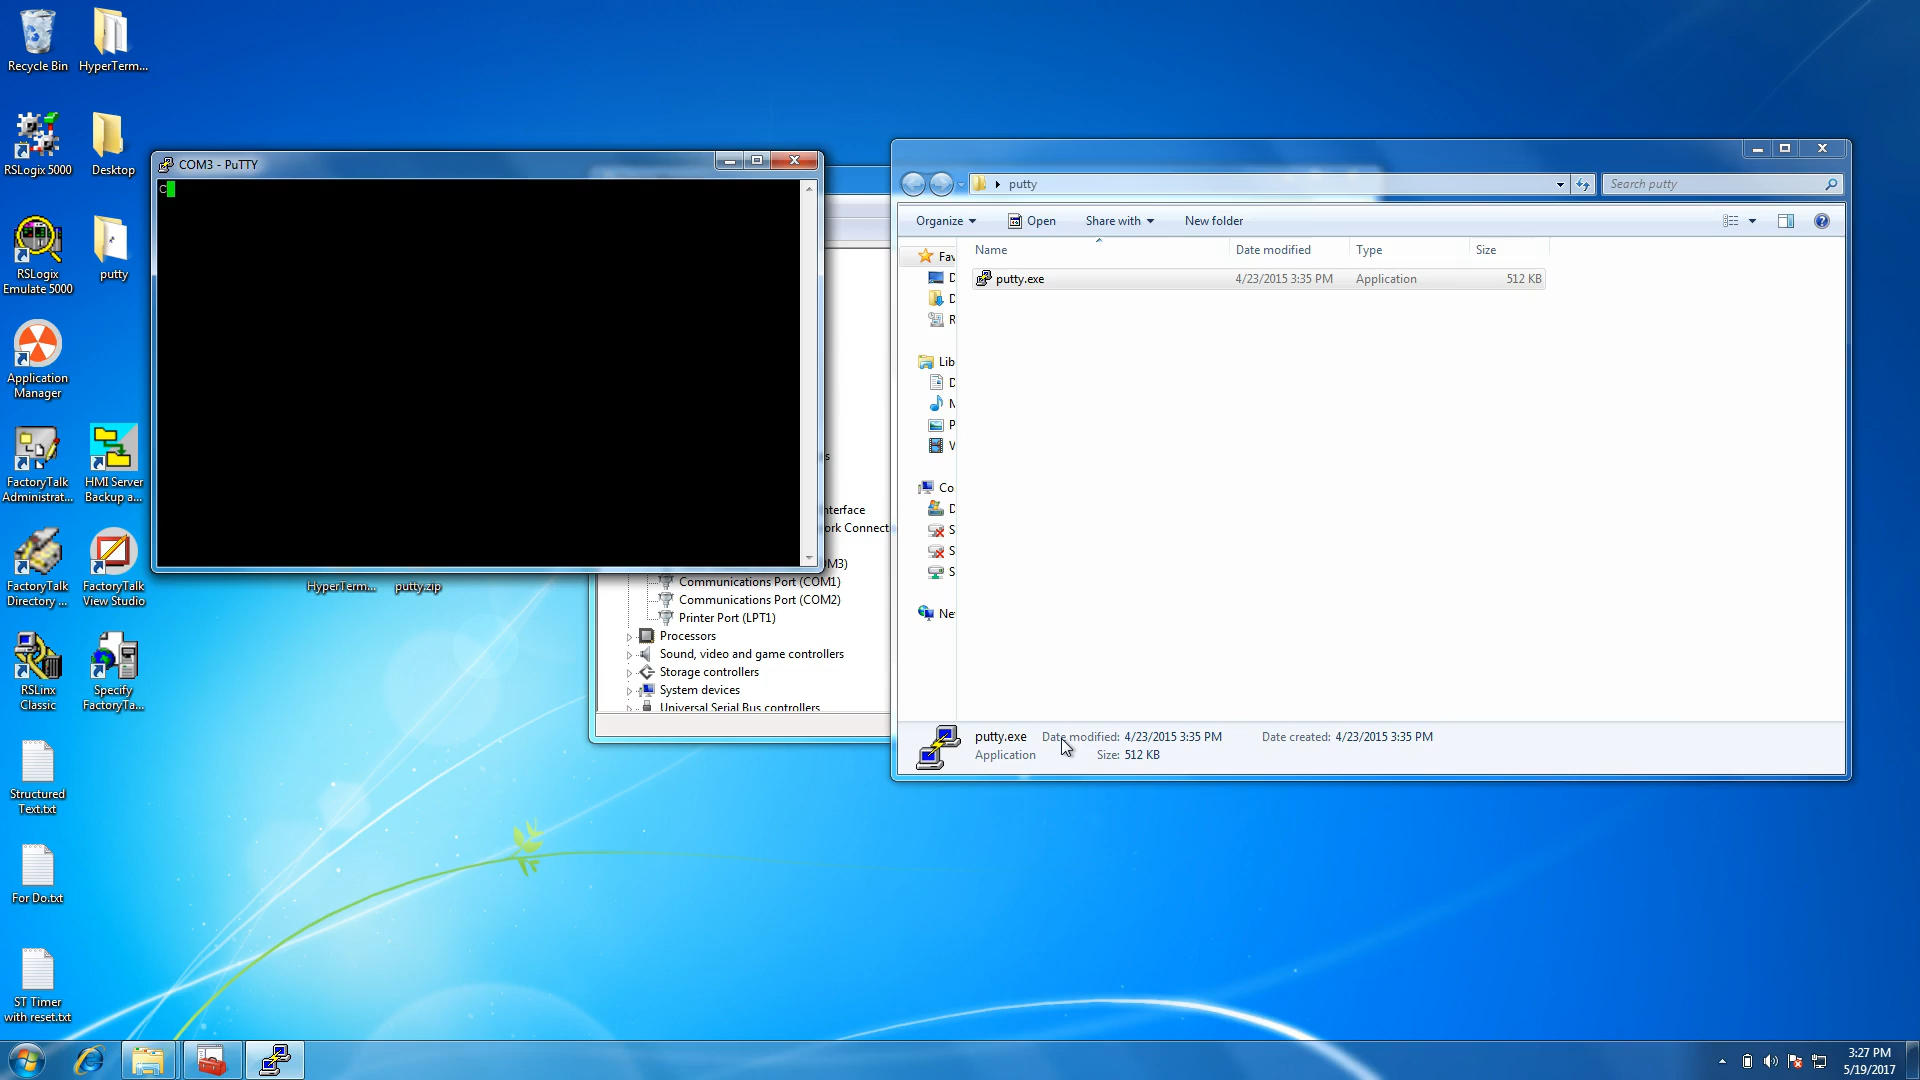 Recycle Bin
HyperTerm...
RSLogix 5000
Desktop
RSLogix
Emulate 5000
putty
Application
Manager
FactoryTalk
Administrat...
HMI Server
Backup a...
FactoryTalk
Directory ...
FactoryTalk
View Studio
RSLinx
Classic
Specify
FactoryTa...
Structured
Text.txt
For Do.txt
ST Timer
with reset.txt
COM3 - PuTTY
C
HyperTerm...
putty.zip
s
nterface
ork Connect
M3)
Communications Port (COM1)
Communications Port (COM2)
Printer Port (LPT1)
Processors
Sound, video and game controllers
Storage controllers
System devices
Universal Serial Bus controllers
putty
Search putty
Organize
Open
Share with
New folder
Name
Date modified
Type
Size
Fav
D
D
R
Lib
D
M
P
V
Co
D
S
S
S
Ne
putty.exe
4/23/2015 3:35 PM
Application
512 KB
putty.exe
Date modified: 4/23/2015 3:35 PM
Date created: 4/23/2015 3:35 PM
Application
Size: 512 KB
3:27 PM
5/19/2017